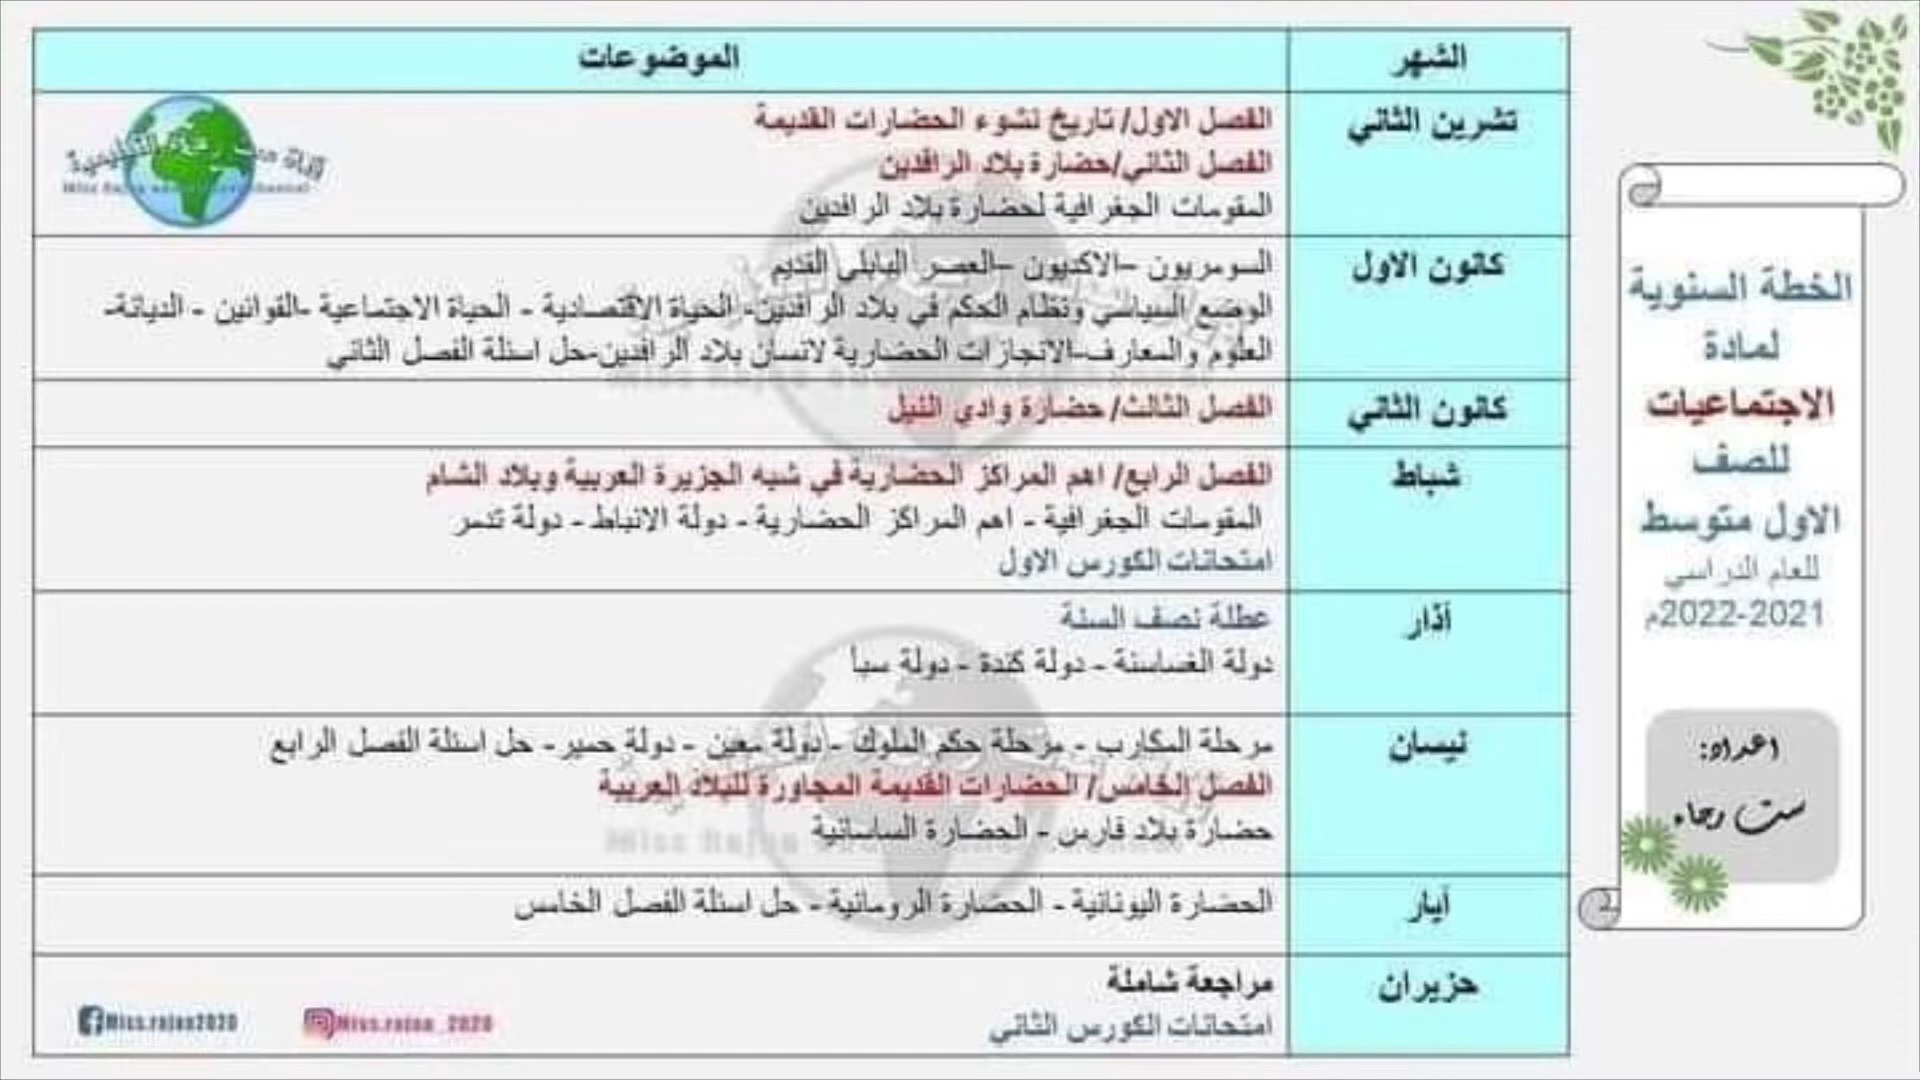 الشهر الموضوعات
تشرين الثاني
الفصل الاول/ تاريخ نشوء الحضارات القديمة
الفصل الثاني/حضارة بلاد الرافدين
المقومات الجغرافية لحضارة بلاد الرافدين
كانون الاول
السومريون –الاكديون –العصر البابلي القديم
الوضع السياسي ونظام الحكم في بلاد الرافدين- الحياة الاقتصادية - الحياة الاجتماعية -القوانين - الديانة-
العلوم والمعارف–الانجازات الحضارية لانسان بلاد الرافدين-حل اسئلة الفصل الثاني
كانون الثاني
الفصل الثالث/ حضارة وادي النيل
شباط
الفصل الرابع/ اهم المراكز الحضارية في شبه الجزيرة العربية وبلاد الشام
المقومات الجغرافية - اهم المراكز الحضارية - دولة الانباط - دولة تدمر
امتحانات الكورس الاول
آذار
عطلة نصف السنة
دولة الغساسنة - دولة كندة - دولة سبأ
نيسان
مرحلة المكارب - مرحلة حكم الملوك - دولة معين - دولة حمير- حل اسئلة الفصل الرابع
الفصل الخامس/ الحضارات القديمة المجاورة للبلاد العربية
حضارة بلاد فارس - الحضارة الساسانية
آيار
الحضارة اليونانية - الحضارة الرومانية - حل اسئلة الفصل الخامس
حزيران
مراجعة شاملة
امتحانات الكورس الثاني
Miss.rajaa2020
Miss.rajaa_2020
الخطة السنوية
لمادة
الاجتماعيات
للصف
الاول متوسط
للعام الدراسي
2021-2022م
اعداد:
ست رجاء